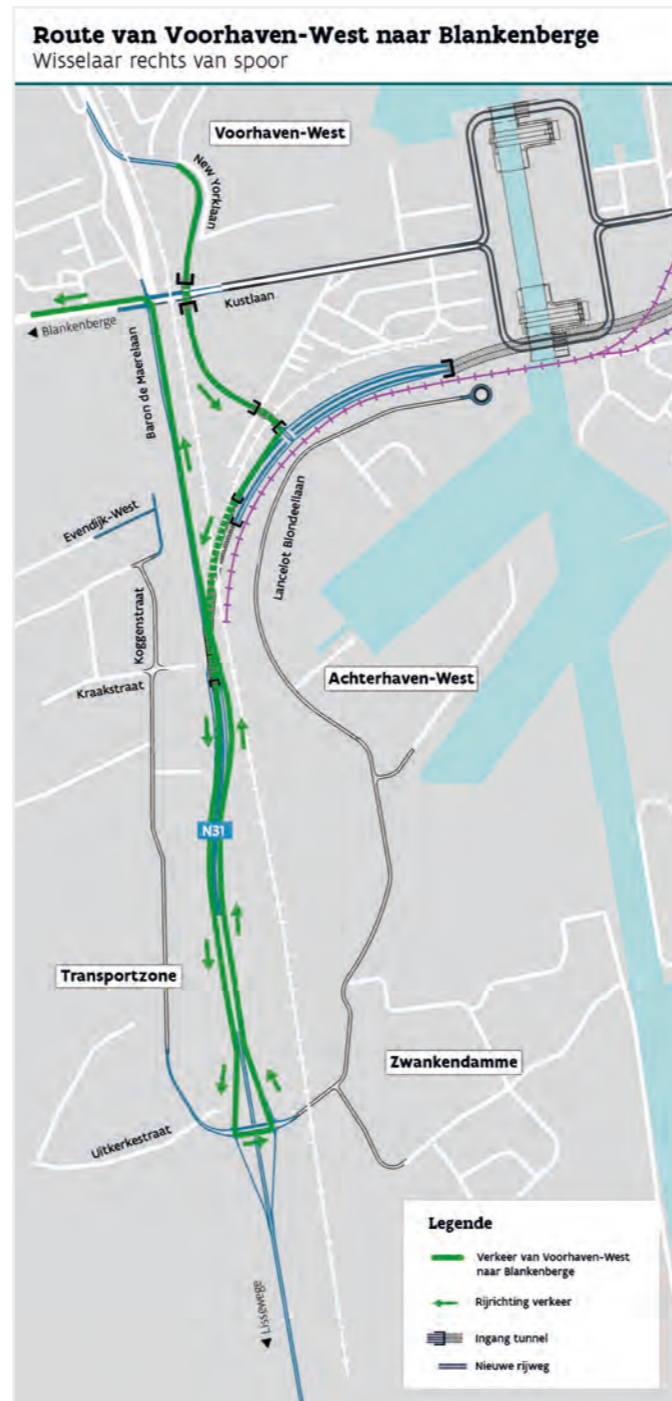 Route van Voorhaven-West naar Blankenberge
Wisselaar rechts van spoor
Voorhaven-West
New Yorklaan
Kustlaan
◄ Blankenberge
Baron de Maerelaan
Evendijk-West
Lancelot Blondeellaan
Koggenstraat
Achterhaven-West
Kraakstraat
N31
Transportzone
Zwankendamme
Uitkerkestraat
◄ Lissewege
Legende
Verkeer van Voorhaven-West
naar Blankenberge
Rijrichting verkeer
Ingang tunnel
Nieuwe rijweg